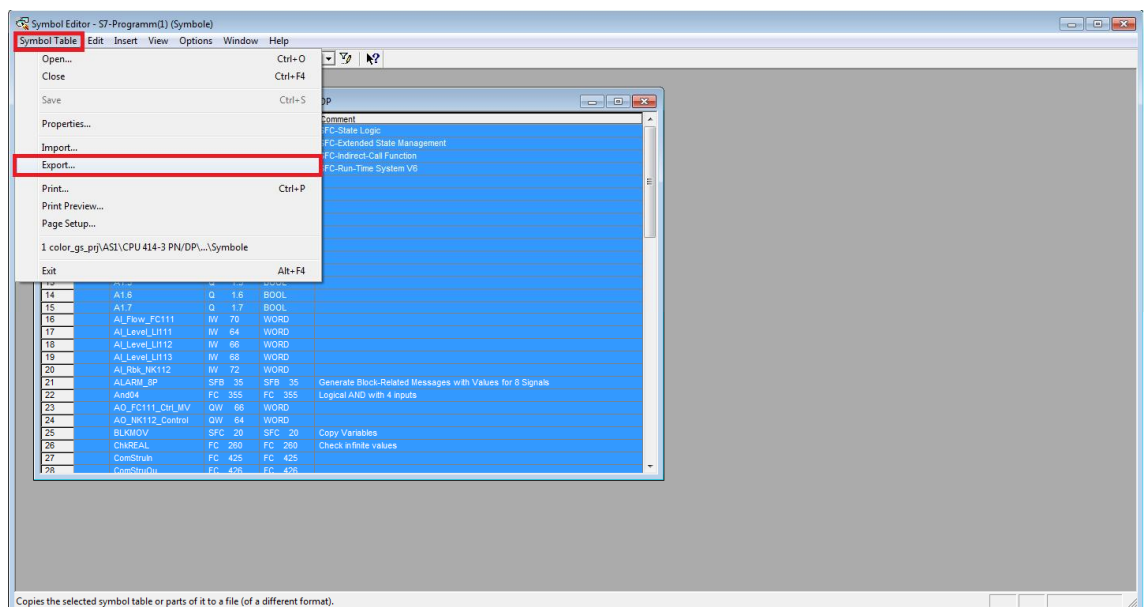 Symbol Editor - S7-Programm(1) (Symbole)
Symbol Table Edit Insert View Options Window Help
Open... Ctrl+O
Close Ctrl+F4
Save Ctrl+S
Properties...
Comment
SFC-State Logic
SFC-Extended State Management
Import...
SFC-Indirect-Call Function
Export...
SFC-Run-Time System V6
Print... Ctrl+P
Print Preview...
Page Setup...
1 color_gs_prj\AS1\CPU 414-3 PN/DP\...\Symbole
Exit Alt+F4
14 A1.6 Q 1.6 BOOL
15 A1.7 Q 1.7 BOOL
16 AI_Flow_FC111 IW 70 WORD
17 AI_Level_LI111 IW 64 WORD
18 AI_Level_LI112 IW 66 WORD
19 AI_Level_LI113 IW 68 WORD
20 AI_Rbk_NK112 IW 72 WORD
21 ALARM_8P SFB 35 SFB 35 Generate Block-Related Messages with Values for 8 Signals
22 And04 FC 355 FC 355 Logical AND with 4 inputs
23 AO_FC111_Ctrl_MV QW 66 WORD
24 AO_NK112_Control QW 64 WORD
25 BLKMOV SFC 20 SFC 20 Copy Variables
26 ChkREAL FC 260 FC 260 Check infinite values
27 ComStruIn FC 425 FC 425
28 ComStruOu FC 426 FC 426
Copies the selected symbol table or parts of it to a file (of a different format).